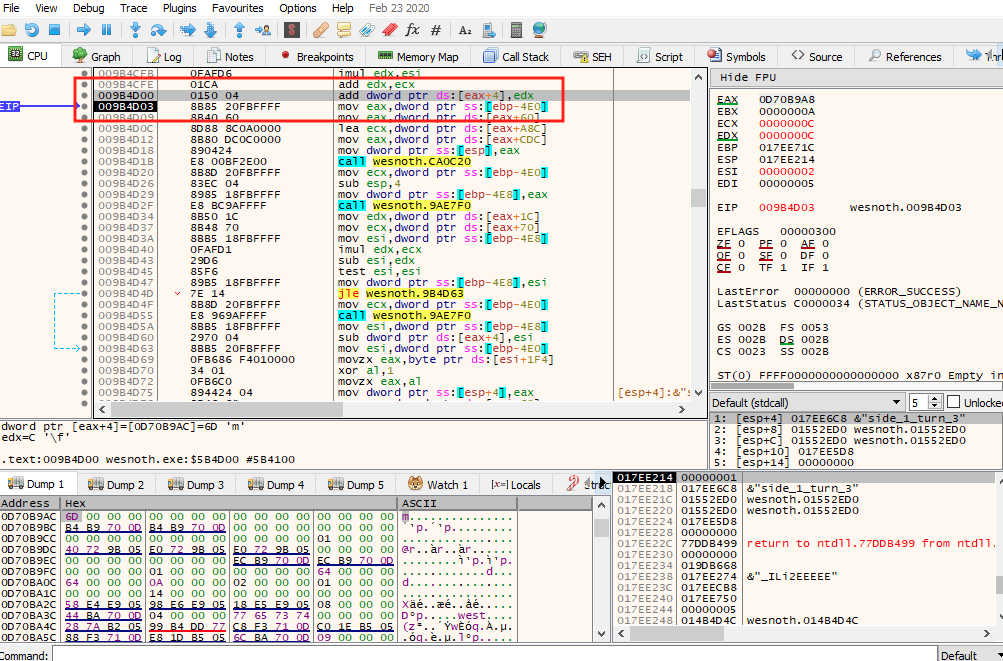 File View Debug Trace Plugins Favourites Options Help Feb 23 2020
CPU Graph Log Notes Breakpoints Memory Map Call Stack SEH Script Symbols Source References
009B4CFB 0FAFD6 imul edx,esi
009B4CFE 01CA add edx,ecx
009B4D00 0150 04 add dword ptr ds:[eax+4],edx
EIP 009B4D03 8B85 20FBFFFF mov eax,dword ptr ss:[ebp-4E0]
009B4D09 8B40 60 mov eax,dword ptr ds:[eax+60]
009B4D0C 8D88 8C0A0000 lea ecx,dword ptr ds:[eax+A8C]
009B4D12 8B80 DC0C0000 mov eax,dword ptr ds:[eax+CDC]
009B4D18 890424 mov dword ptr ss:[esp],eax
009B4D1B E8 00BF2E00 call wesnoth.CA0C20
009B4D20 8B8D 20FBFFFF mov ecx,dword ptr ss:[ebp-4E0]
009B4D26 83EC 04 sub esp,4
009B4D29 8985 18FBFFFF mov dword ptr ss:[ebp-4E8],eax
009B4D2F E8 BC9AFFFF call wesnoth.9AE7F0
009B4D34 8B50 1C mov edx,dword ptr ds:[eax+1C]
009B4D37 8B48 70 mov ecx,dword ptr ds:[eax+70]
009B4D3A 8BB5 18FBFFFF mov esi,dword ptr ss:[ebp-4E8]
009B4D40 0FAFD1 imul edx,ecx
009B4D43 29D6 sub esi,edx
009B4D45 85F6 test esi,esi
009B4D47 89B5 18FBFFFF mov dword ptr ss:[ebp-4E8],esi
009B4D4D 7E 14 jle wesnoth.9B4D63
009B4D4F 8B8D 20FBFFFF mov ecx,dword ptr ss:[ebp-4E0]
009B4D55 E8 969AFFFF call wesnoth.9AE7F0
009B4D5A 8BB5 18FBFFFF mov esi,dword ptr ss:[ebp-4E8]
009B4D60 2970 04 sub dword ptr ds:[eax+4],esi
009B4D63 8BB5 20FBFFFF mov esi,dword ptr ss:[ebp-4E0]
009B4D69 0FB686 F4010000 movzx eax,byte ptr ds:[esi+1F4]
009B4D70 34 01 xor al,1
009B4D72 0FB6C0 movzx eax,al
009B4D75 894424 04 mov dword ptr ss:[esp+4],eax [esp+4]:&"s
Hide FPU
EAX 0D70B9A8
EBX 0000000A
ECX 0000000C
EDX 0000000C
EBP 017EE71C
ESP 017EE214
ESI 00000002
EDI 00000005
EIP 009B4D03 wesnoth.009B4D03
EFLAGS 00000300
ZF 0 PF 0 AF 0
OF 0 SF 0 DF 0
CF 0 TF 1 IF 1
LastError 00000000 (ERROR_SUCCESS)
LastStatus C0000034 (STATUS_OBJECT_NAME_N
GS 002B FS 0053
ES 002B DS 002B
CS 0023 SS 002B
ST(0) FFFF0000000000000000 x87r0 Empty in
Default (stdcall) 5 Unlocked
1: [esp+4] 017EE6C8 &"side_1_turn_3"
2: [esp+8] 01552ED0 wesnoth.01552ED0
3: [esp+C] 01552ED0 wesnoth.01552ED0
4: [esp+10] 017EE5D8
5: [esp+14] 00000000
dword ptr [eax+4]=[0D70B9AC]=6D 'm'
edx=C '\f'
.text:009B4D00 wesnoth.exe:$5B4D00 #5B4100
Dump 1 Dump 2 Dump 3 Dump 4 Dump 5 Watch 1 [x=] Locals Struct
Address Hex ASCII
0D70B9AC 6D 00 00 00 00 00 00 00 00 00 00 00 00 00 00 00 m...............
0D70B9BC B4 B9 70 0D B4 B9 70 0D 00 00 00 00 00 00 00 00
0D70B9CC 00 00 00 00 00 00 00 00 00 00 00 00 01 00 00 00
0D70B9DC 40 72 9B 05 E0 72 9B 05 E0 72 9B 05 00 00 00 00
0D70B9EC 00 00 00 00 00 00 00 00 EC B9 70 0D EC B9 70 0D
0D70B9FC 00 00 00 00 01 00 00 00 00 00 00 00 64 00 00 00
0D70BA0C 64 00 00 00 0A 00 00 00 02 00 00 00 01 00 00 00
0D70BA1C 00 00 00 00 14 00 00 00 00 00 00 00 00 00 00 00
0D70BA2C 58 E4 E9 05 98 E6 E9 05 18 E5 E9 05 08 00 00 00
0D70BA3C 44 BA 70 0D 04 00 00 00 77 65 73 74 00 00 00 00
0D70BA4C 28 7A B2 05 99 B4 DD 77 C8 F3 71 0D C0 1E B5 05
0D70BA5C 88 F3 71 0D E8 1D B5 05 6C BA 70 0D 09 00 00 00
017EE214 00000001
017EE218 017EE6C8 &"side_1_turn_3"
017EE21C 01552ED0 wesnoth.01552ED0
017EE220 01552ED0 wesnoth.01552ED0
017EE224 017EE5D8
017EE228 00000000
017EE22C 77DDB499 return to ntdll.77DDB499 from ntdll.
017EE230 00000000
017EE234 019DB668
017EE238 017EE274 &"_ILi2EEEEE"
017EE23C 017EECB8
017EE240 017EE750
017EE244 00000005
017EE248 014B4D4C wesnoth.014B4D4C
Command: Default